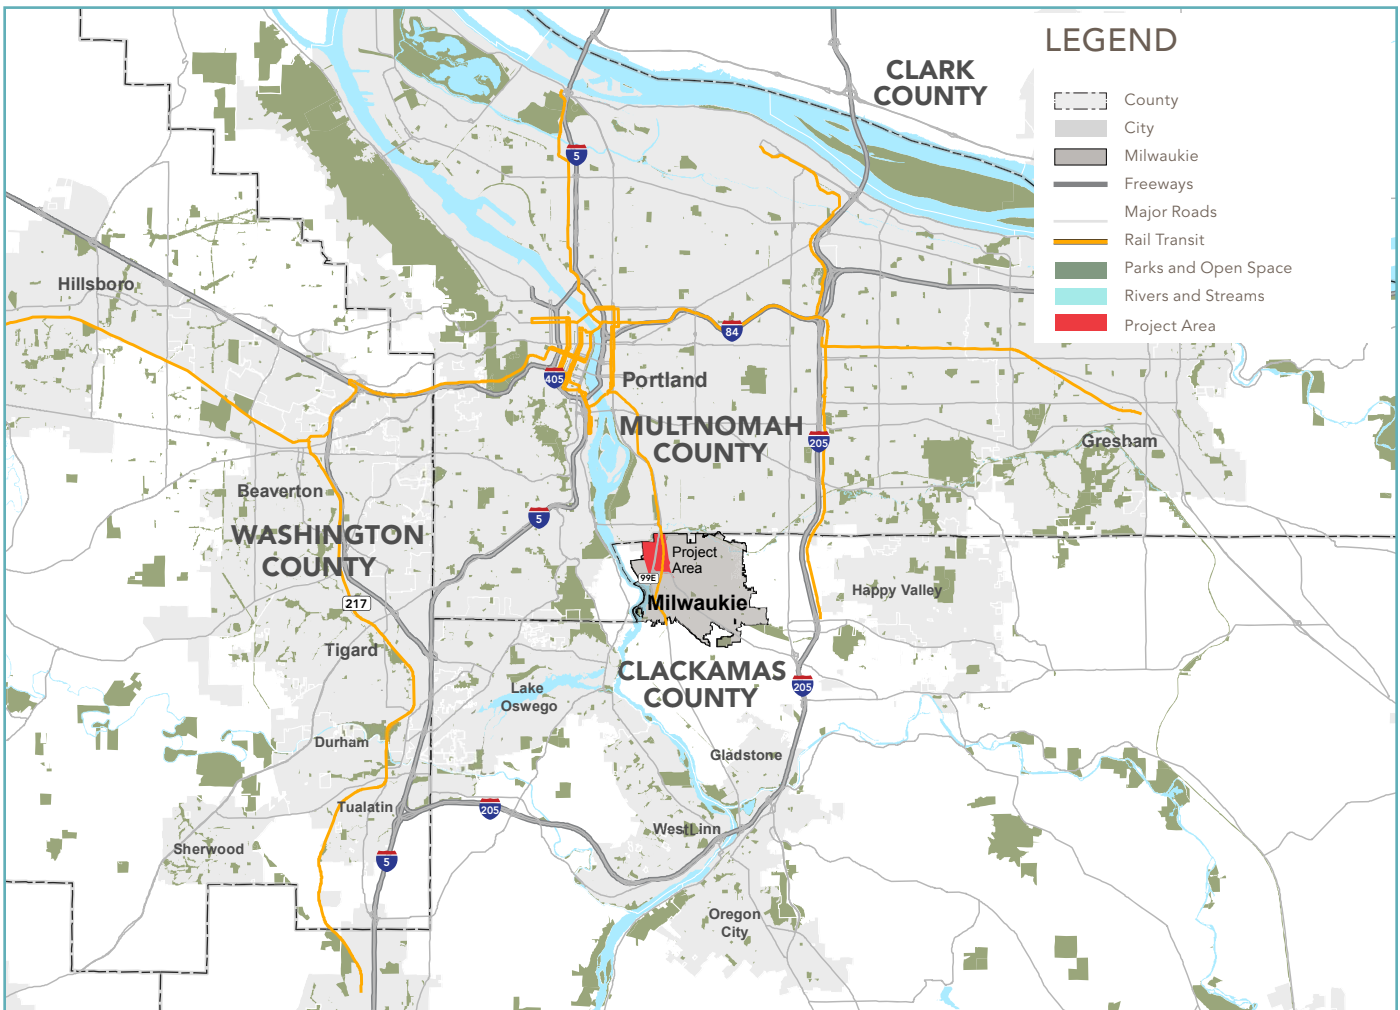 LEGEND
County
City
Milwaukie
Freeways
Major Roads
Rail Transit
Parks and Open Space
Rivers and Streams
Project Area
CLARK
COUNTY
5
Hillsboro
84
405
Portland
MULTNOMAH
COUNTY
205
Gresham
Beaverton
5
WASHINGTON
COUNTY
Project
Area
99E
Happy Valley
217
Milwaukie
Tigard
CLACKAMAS
COUNTY
205
Lake
Oswego
Durham
Gladstone
Tualatin
205
West Linn
Sherwood
5
Oregon
City